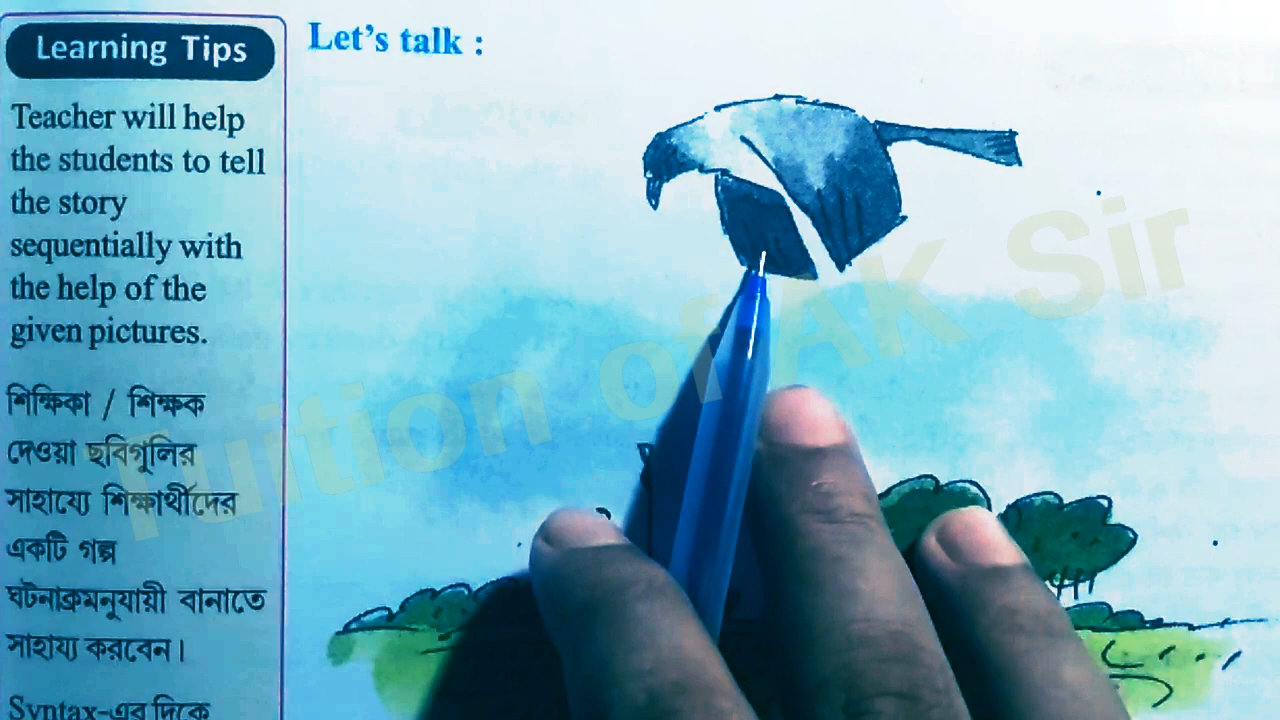 Learning Tips
Teacher will help
the students to tell
the story
sequentially with
the help of the
given pictures.
শিক্ষিকা / শিক্ষক
দেওয়া ছবিগুলির
সাহায্যে শিক্ষার্থীদের
একটি গল্প
ঘটনাক্রমনুযায়ী বানাতে
সাহায্য করবেন।
Syntax-এর দিকে
Let's talk :
Tuition of AK Sir